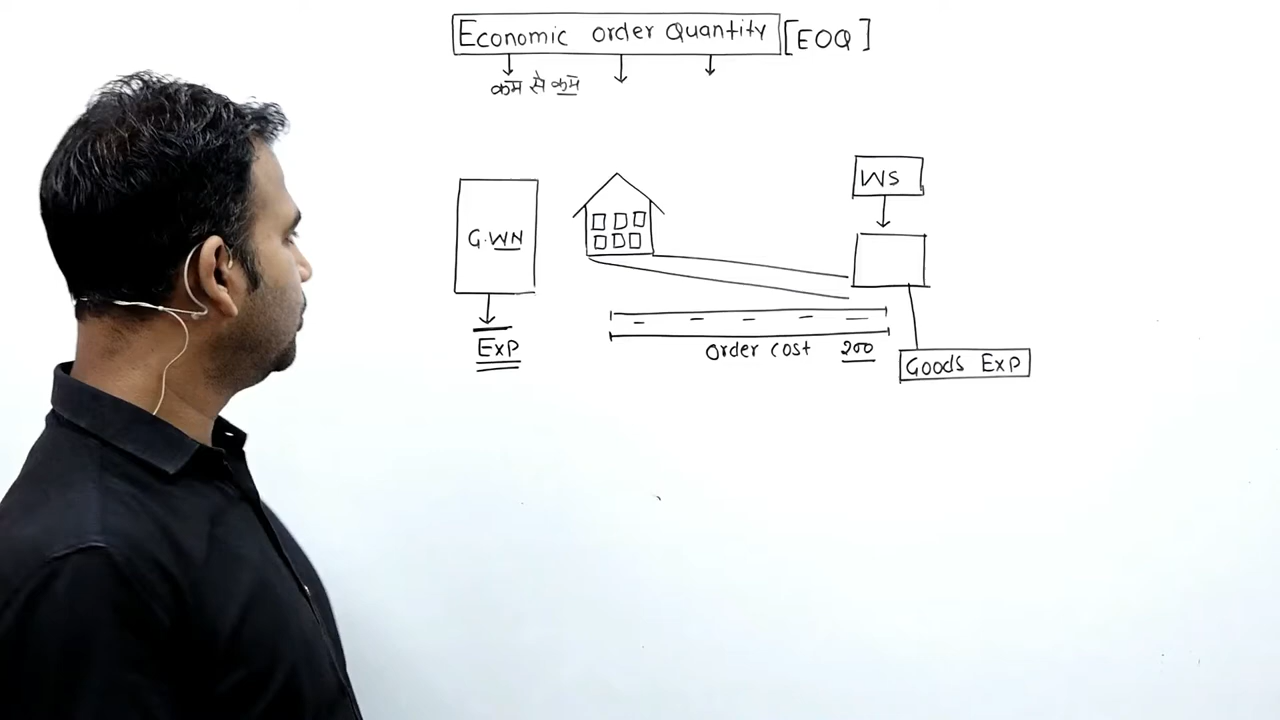 Economic order Quantity [EOQ]
कम से कम
WS
G.WN
Exp
order cost 200
Goods Exp